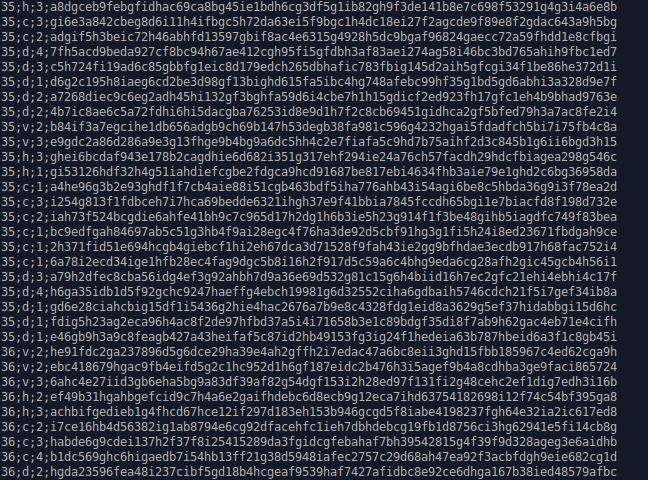 35;h;3;a8dgceb9febgfidhac69ca8bg45ie1bdh6cg3df5g1ib82gh9f3de141b8e7c698f53291g4g3i4a6e8b
35;c;3;gi6e3a842cbeg8d6i11h4ifbgc5h72da63ei5f9bgc1h4dc18ei27f2agcde9f89e8f2gdac643a9h5bg
35;c;2;adgif5h3beic72h46abhfd13597gbif8ac4e6315g4928h5dc9bgaf96824gaecc72a59fhdd1e8cfbgi
35;d;4;7fh5acd9beda927cf8bc94h67ae412cgh95fi5gfdbh3af83aei274ag58i46bc3bd765ahih9fbc1ed7
35;d;3;c5h724fi19ad6c85gbbfg1eic8d179edch265dbhafic783fbig145d2aih5gfcgi34f1be86he372d1i
35;d;1;d6g2c195h8iaeg6cd2be3d98gf13bighd615fa5ibc4hg748afebc99hf35g1bd5gd6abhi3a328d9e7f
35;d;2;a7268diec9c6eg2adh45hi132gf3bghfa59d6i4cbe7h1h15gdicf2ed923fh17gfc1eh4b9bhad9763e
35;d;2;4b7ic8ae6c5a72fdhi6hi5dacgba76253id8e9d1h7f2c8cb69451gidhca2gf5bfed79h3a7ac8fe2i4
35;v;2;b84if3a7egcihe1db656adgb9ch69b147h53degb38fa981c596g4232hgai5fdadfch5bi7i75fb4c8a
35;v;3;e9gdc2a86d286a9e3g13fhge9b4bg9a6dc5hh4c2e7fiafa5c9hd7b75aihf2d3c845b1g6ii6bgd3h15
35;h;3;ghei6bcdaf943e178b2cagdhie6d682i351g317ehf294ie24a76ch57facdh29hdcfbiagea298g546c
35;h;1;gi53126hdf32h4g51iahdiefcgbe2fdgca9hcd91687be817ebi4634fhb3aie79e1ghd2c6bg36958da
35;c;1;a4he96g3b2e93ghdf1f7cb4aie88i51cgb463bdf5iha776ahb43i54agi6be8c5hbda36g9i3f78ea2d
35;c;3;i254g813f1fdbceh7i7hca69bedde6321ihgh37e9f41bbia7845fccdh65bgi1e7biacfd8f198d732e
35;c;2;iah73f524bcgdie6ahfe41bh9c7c965d17h2dg1h6b3ie5h23g914f1f3be48gihb5iagdfc749f83bea
35;c;1;bc9edfgah84697ab5c51g3hb4f9ai28egc4f76ha3de92d5cbf91hg3g1fi5h24i8ed23671fbdgah9ce
35;c;1;2h371fid51e694hcgb4giebcf1hi2eh67dca3d71528f9fah43ie2gg9bfhdae3ecdb917h68fac752i4
35;c;1;6a78i2ecd34ige1hfb28ec4fag9dgc5b8i16h2f917d5c59a6c4bhg9eda6cg28afh2gic45gcb4h56i1
35;d;3;a79h2dfec8cba56idg4ef3g92ahbh7d9a36e69d532g81c15g6h4biid16h7ec2gfc21ehi4ebhi4c17f
35;d;4;h6ga35idb1d5f92gchc9247haeffg4ebch19981g6d32552ciha6gdbaih5746cdch21f5i7gef34ib8a
35;d;1;gd6e28ciahcbig15df1i5436g2hie4hac2676a7b9e8c4328fdg1eid8a3629g5ef37hidabbgi15d6hc
35;d;1;fdig5h23ag2eca96h4ac8f2de97hfbd37a5i4i71658b3e1c89bdgf35di8f7ab9h62gac4eb71e4cifh
35;d;1;e46gb9h3a9c8feagb427a43heifaf5c87id2hb49153fg3ig24f1hedeia63b787hbeid6a3f1c8gb45i
36;v;2;he91fdc2ga237896d5g6dce29ha39e4ah2gffh2i7edac47a6bc8eii3ghd15fbb185967c4ed62cga9h
36;v;2;ebc418679hgac9fb4eifd5g2c1hc952d1h6gf187eidc2b476h3i5agef9b4a8cdhba3ge9faci865724
36;v;3;6ahc4e27iid3gb6eha5bg9a83df39af82g54dgf153i2h28ed97f131fi2g48cehc2ef1dig7edh3i16b
36;h;2;ef49b31hgahbgefcid9c7h4a6e2gaifhdebc6d8ecb9g12eca7ihd63754182698i12f74c54bf395ga8
36;h;3;achbifgedieb1g4fhcd67hce12if297d183eh153b946gcgd5f8iabe4198237fgh64e32ia2ic617ed8
36;c;2;i7ce16hb4d56382ig1ab8794e6cg92dfacehfc1ieh7dbhdebcg19fb1d8756ci3hg62941e5fi14cb8g
36;c;3;habde6g9cdei137h2f37f8i25415289da3fgidcgfebahaf7bh39542815g4f39f9d328ageg3e6aidhb
36;c;4;b1dc569ghc6higaedb7i54hb13ff21g38d5948iafec2757c29d68ah47ea92f3acbfdgh9eie682cg1d
36;d;2;hgda23596fea48i237cibf5gd18b4hcgeaf9539haf7427afidbc8e92ce6dhga167b38ied48579afbc